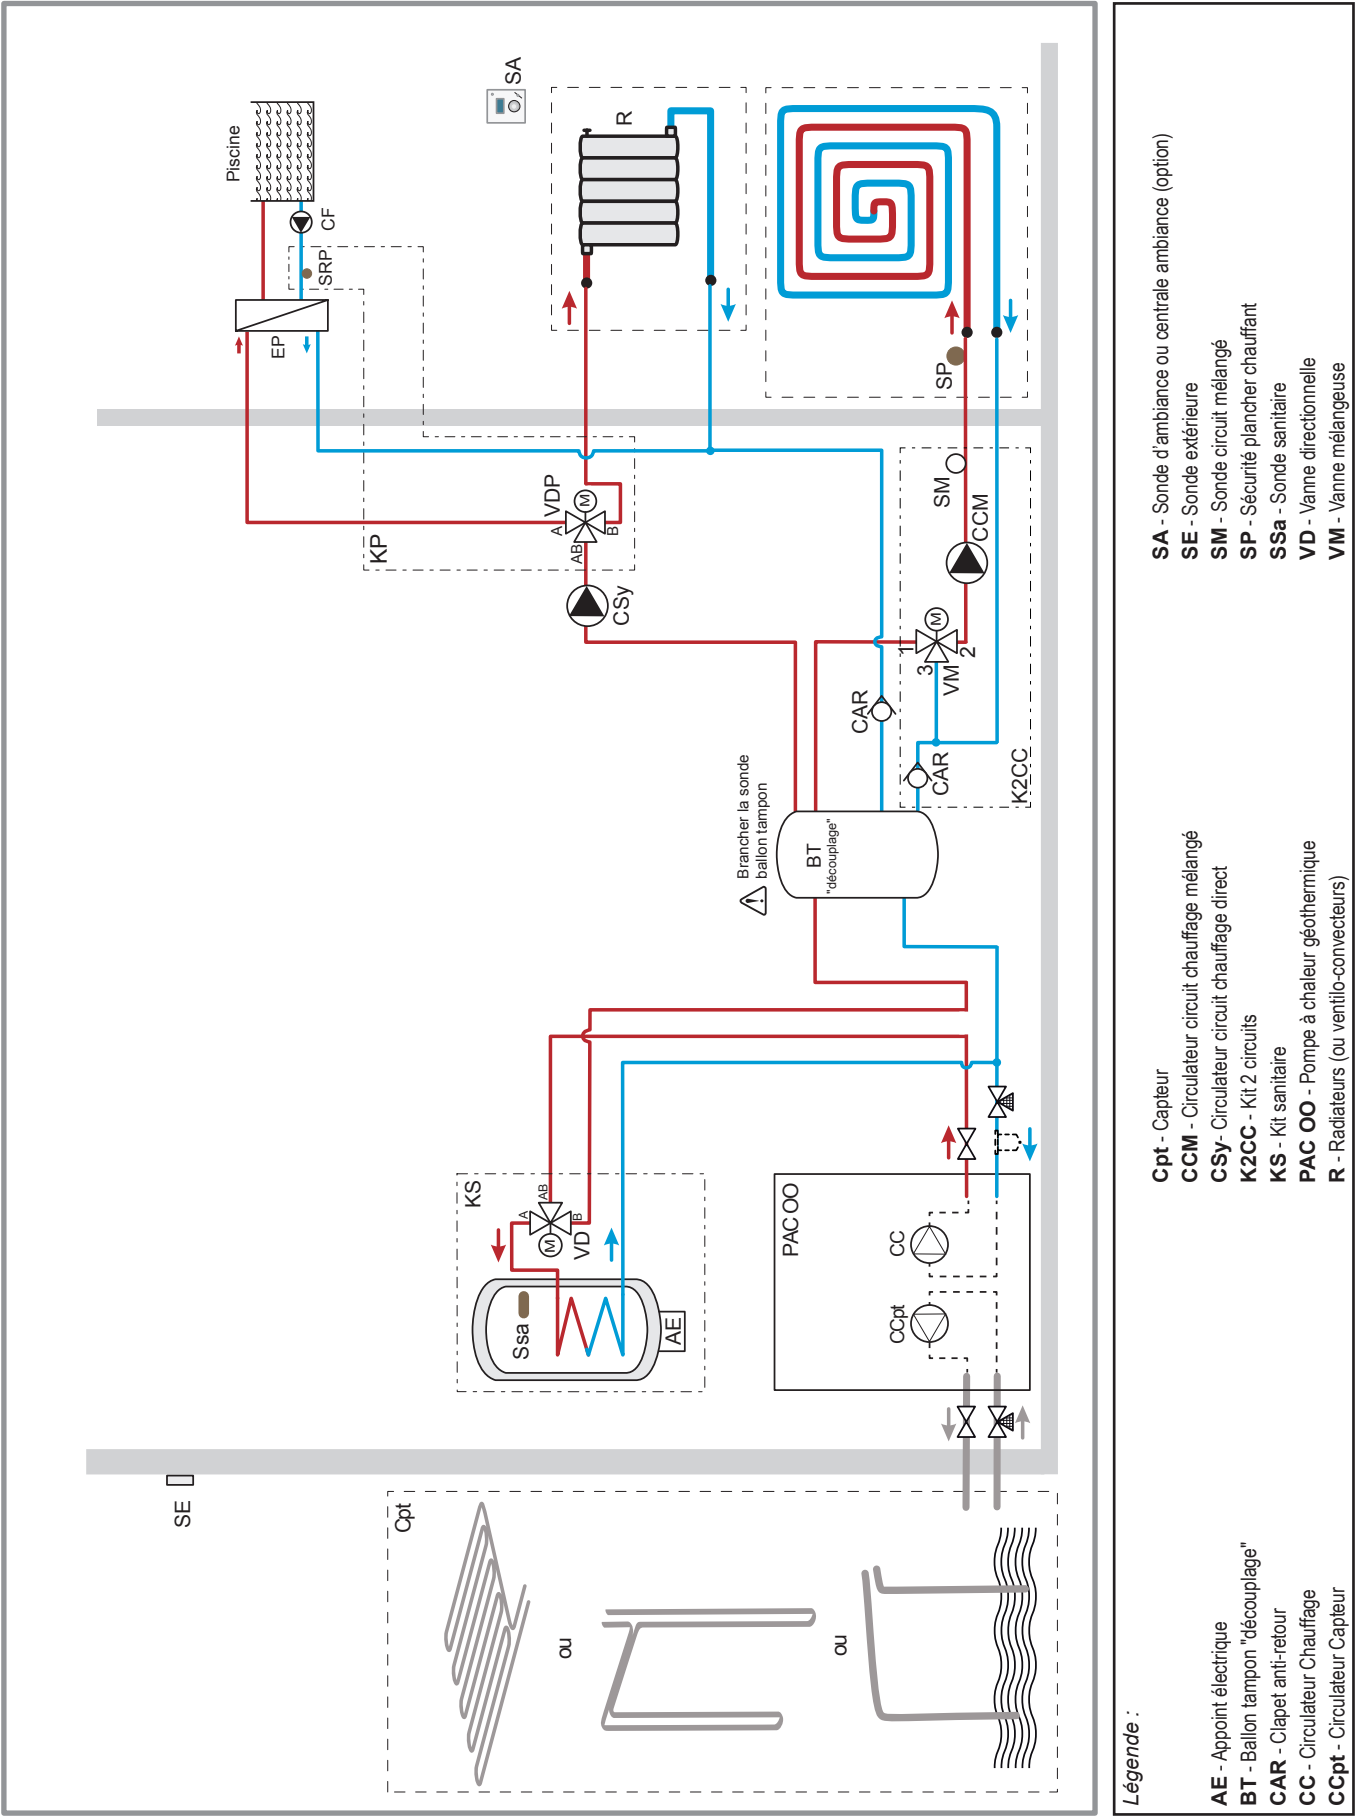 SE
Cpt
ou
ou
KS
A
AB
B
M
VD
Ssa
AE
PAC OO
CC
CCpt
Brancher la sonde
ballon tampon
BT
"découplage"
Piscine
CF
SRP
EP
KP
VDP
A
AB
B
M
CSy
SA
R
SP
SM
CCM
M
1
2
3
VM
CAR
CAR
K2CC
Légende :
AE - Appoint électrique
BT - Ballon tampon "découplage"
CAR - Clapet anti-retour
CC - Circulateur Chauffage
CCpt - Circulateur Capteur
Cpt - Capteur
CCM - Circulateur circuit chauffage mélangé
CSy- Circulateur circuit chauffage direct
K2CC - Kit 2 circuits
KS - Kit sanitaire
PAC OO - Pompe à chaleur géothermique
R - Radiateurs (ou ventilo-convecteurs)
SA - Sonde d'ambiance ou centrale ambiance (option)
SE - Sonde extérieure
SM - Sonde circuit mélangé
SP - Sécurité plancher chauffant
SSa - Sonde sanitaire
VD - Vanne directionnelle
VM - Vanne mélangeuse